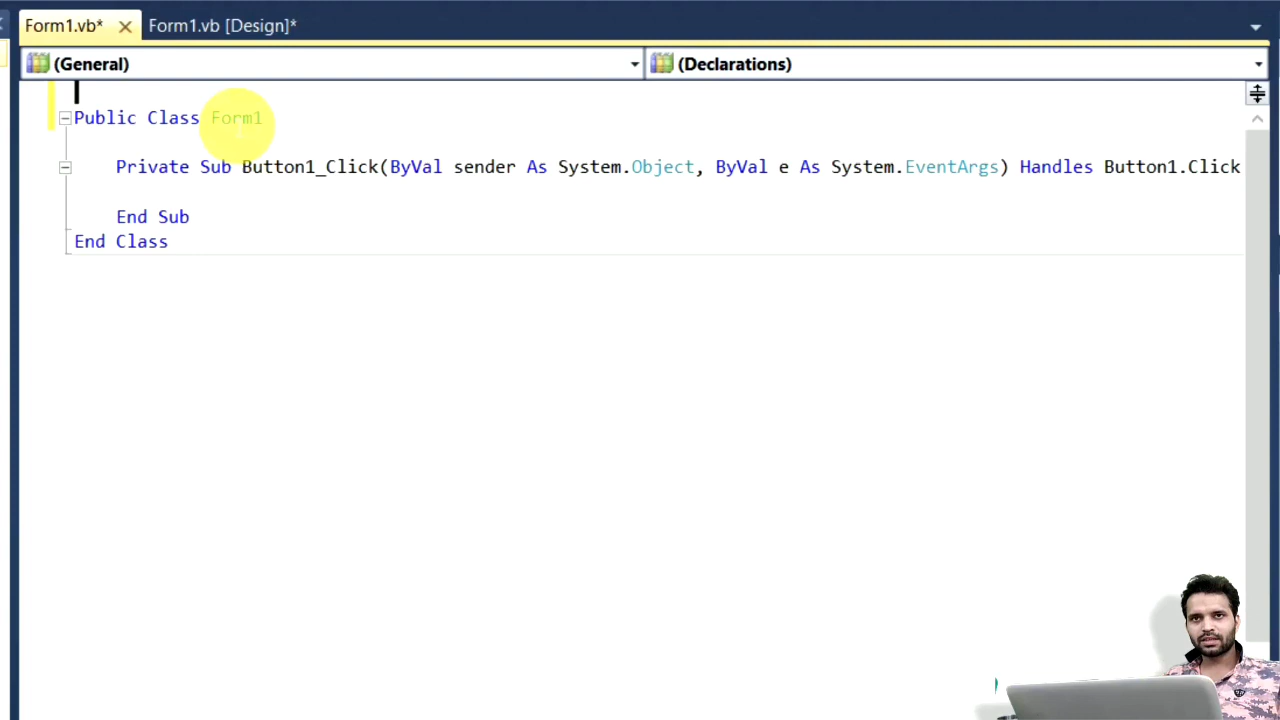 Form1.vb* Form1.vb [Design]*
(General) (Declarations)
Public Class Form1
Private Sub Button1_Click(ByVal sender As System.Object, ByVal e As System.EventArgs) Handles Button1.Click
End Sub
End Class